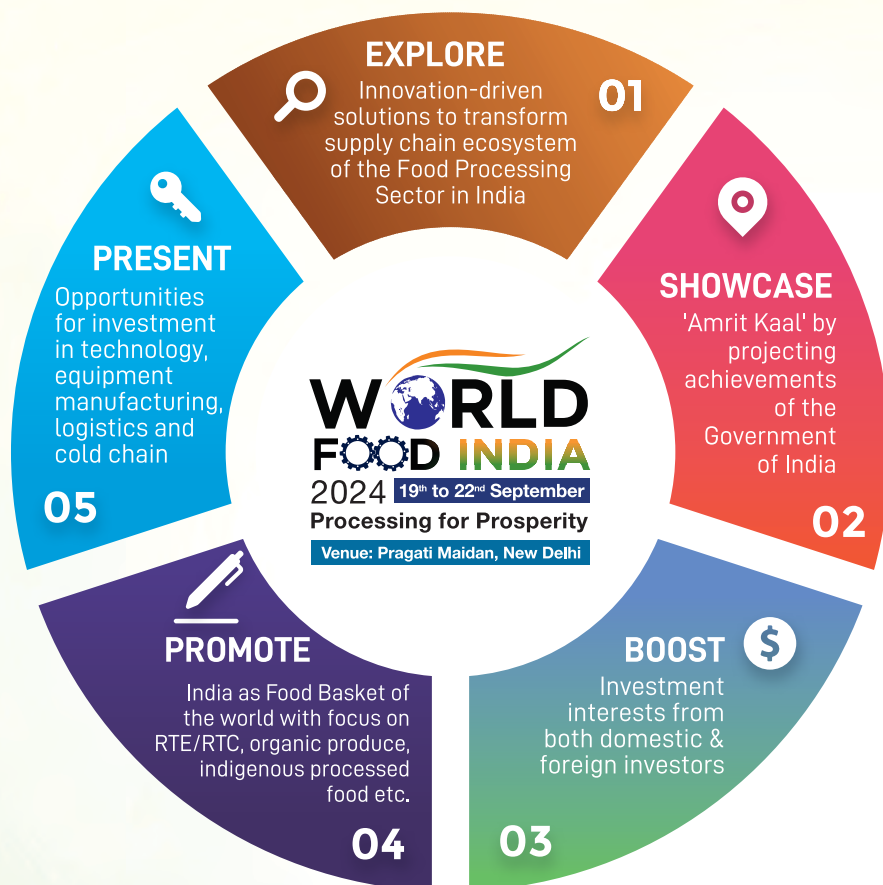 EXPLORE
Innovation-driven
solutions to transform
supply chain ecosystem
of the Food Processing
Sector in India
01
SHOWCASE
'Amrit Kaal' by
projecting
achievements
of the
Government
of India
02
BOOST
$
Investment
interests from
both domestic &
foreign investors
03
PROMOTE
India as Food Basket of
the world with focus on
RTE/RTC, organic produce,
indigenous processed
food etc.
04
PRESENT
Opportunities
for investment
in technology,
equipment
manufacturing,
logistics and
cold chain
05
WORLD
FOOD INDIA
2024 19th to 22nd September
Processing for Prosperity
Venue: Pragati Maidan, New Delhi